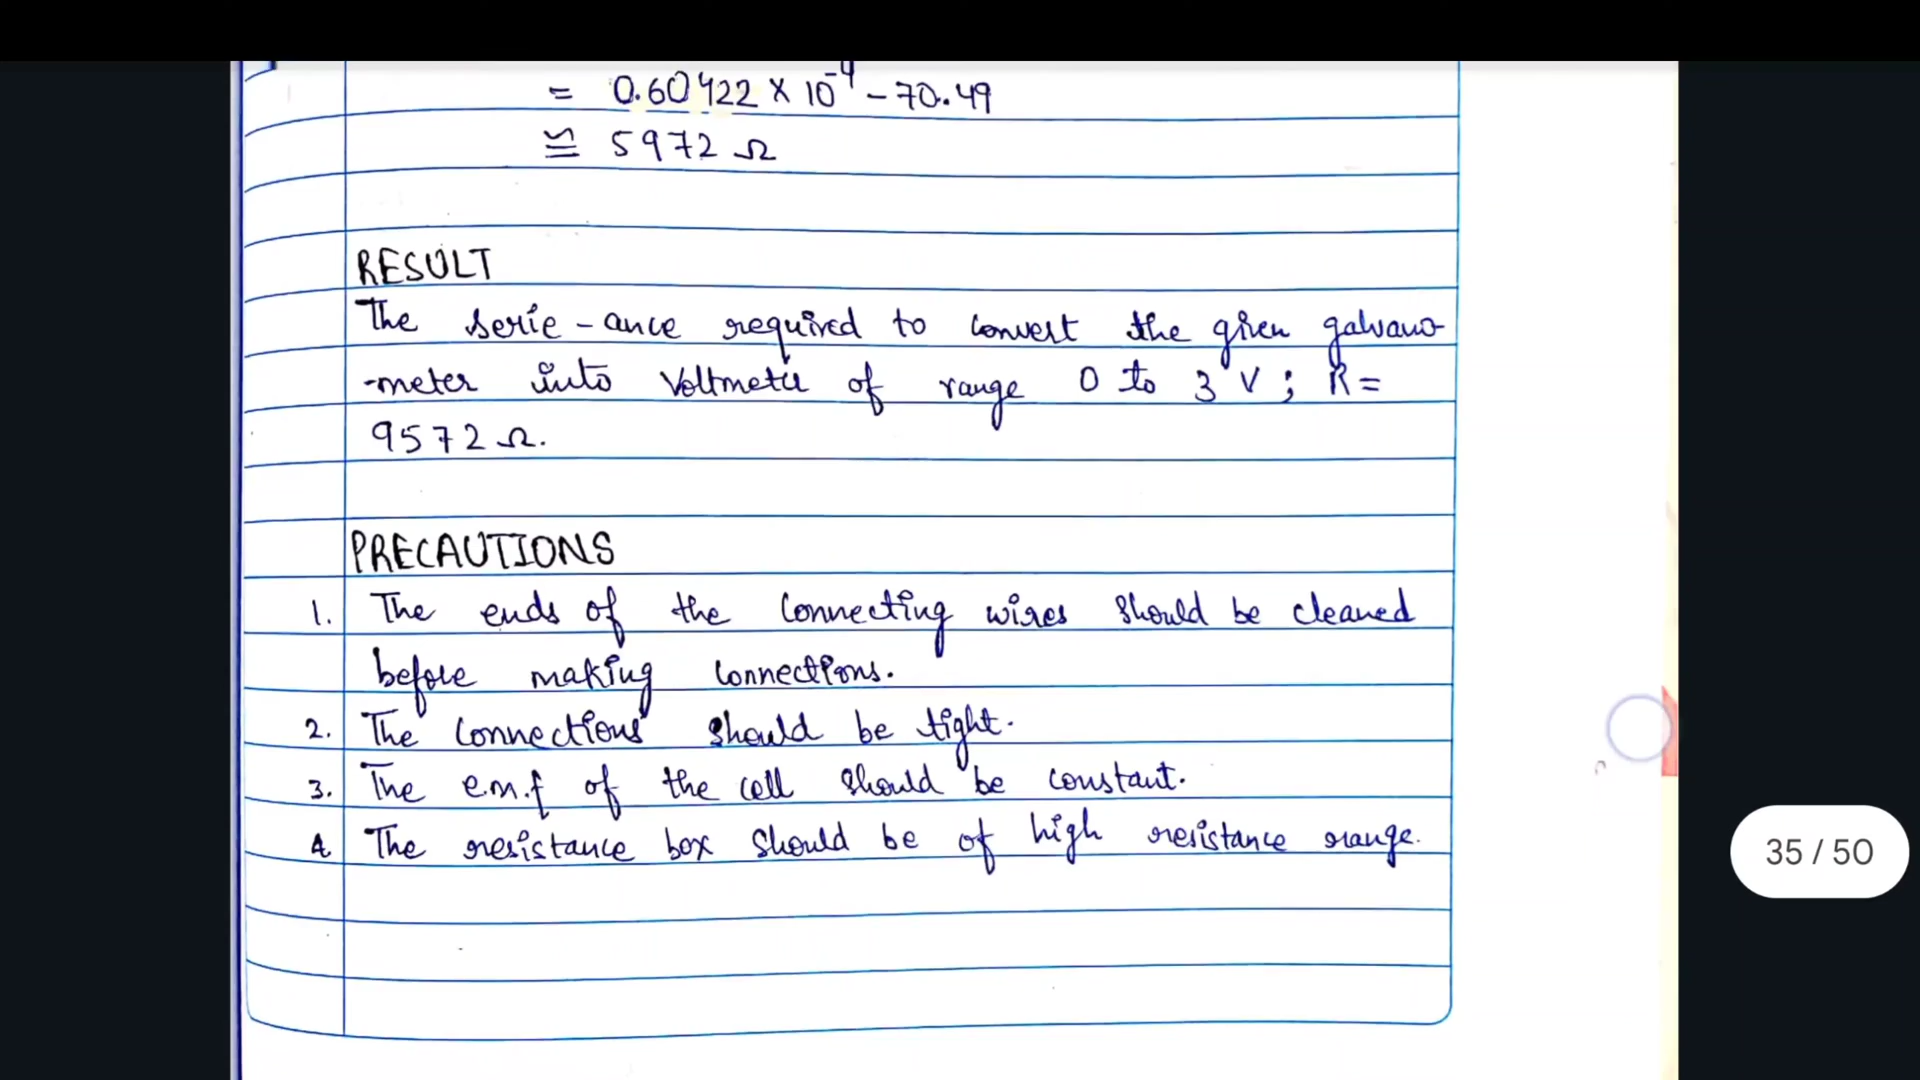 = 0.60422 × 10⁻⁴ - 70.49
≅ 5972 Ω
RESULT
The serie-ance required to convert the given galvano-
-meter into Voltmeter of range 0 to 3 V ; R =
9572 Ω.
PRECAUTIONS
1. The ends of the connecting wires should be cleaned
before making connections.
2. The connections should be tight.
3. The e.m.f of the cell should be constant.
4. The resistance box should be of high resistance range.
35 / 50